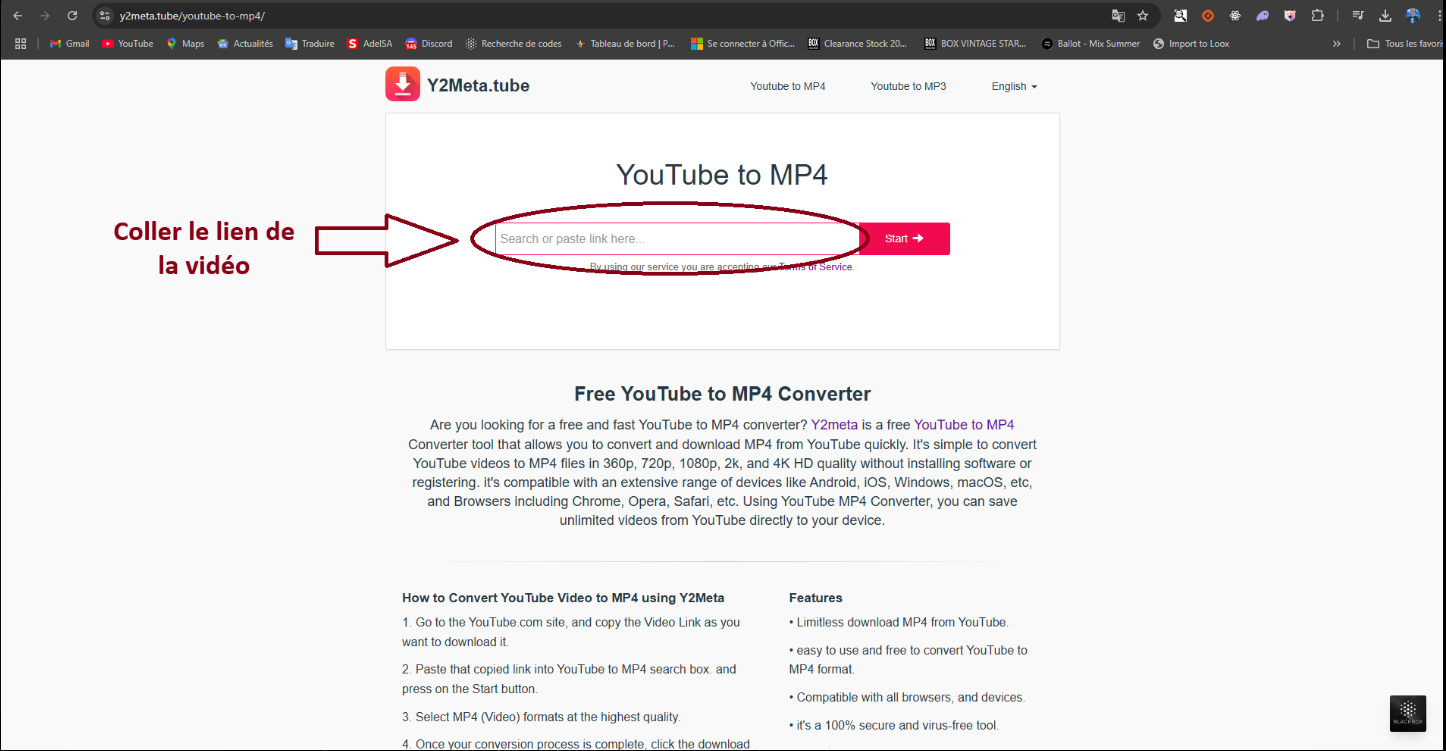 y2meta.tube/youtube-to-mp4/
Gmail YouTube Maps Actualités Traduire AdelSA Discord Recherche de codes Tableau de bord | P... Se connecter à Offic... Clearance Stock 20... BOX VINTAGE STAR... Ballot - Mix Summer Import to Loox » Tous les favoris
Y2Meta.tube
Youtube to MP4 Youtube to MP3 English
YouTube to MP4
Coller le lien de
la vidéo
Search or paste link here...
Start
By using our service you are accepting our Terms of Service.
Free YouTube to MP4 Converter
Are you looking for a free and fast YouTube to MP4 converter? Y2meta is a free YouTube to MP4
Converter tool that allows you to convert and download MP4 from YouTube quickly. It's simple to convert
YouTube videos to MP4 files in 360p, 720p, 1080p, 2k, and 4K HD quality without installing software or
registering. it's compatible with an extensive range of devices like Android, iOS, Windows, macOS, etc,
and Browsers including Chrome, Opera, Safari, etc. Using YouTube MP4 Converter, you can save
unlimited videos from YouTube directly to your device.
How to Convert YouTube Video to MP4 using Y2Meta
1. Go to the YouTube.com site, and copy the Video Link as you
want to download it.
2. Paste that copied link into YouTube to MP4 search box. and
press on the Start button.
3. Select MP4 (Video) formats at the highest quality.
4. Once your conversion process is complete, click the download
Features
• Limitless download MP4 from YouTube.
• easy to use and free to convert YouTube to
MP4 format.
• Compatible with all browsers, and devices.
• it's a 100% secure and virus-free tool.
BLACKBOX